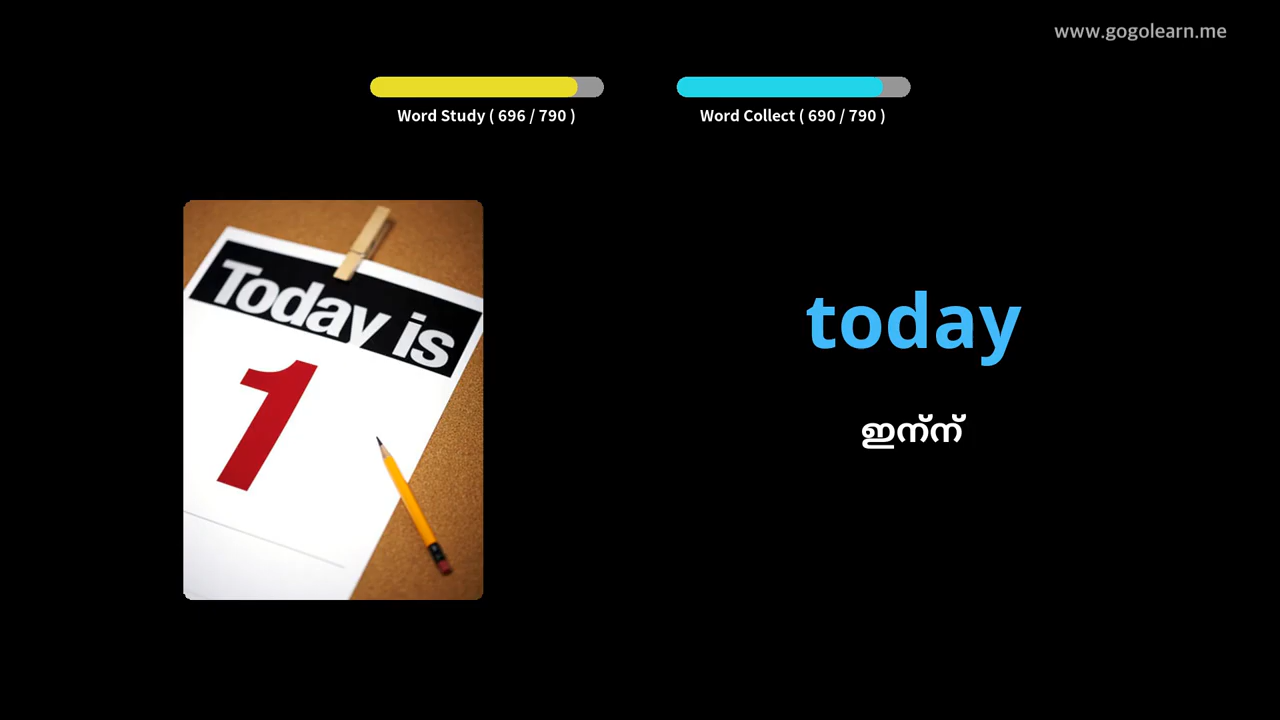 www.gogolearn.me
Word Study ( 696 / 790 )
Word Collect ( 690 / 790 )
Today is
1
today
ഇന്ന്